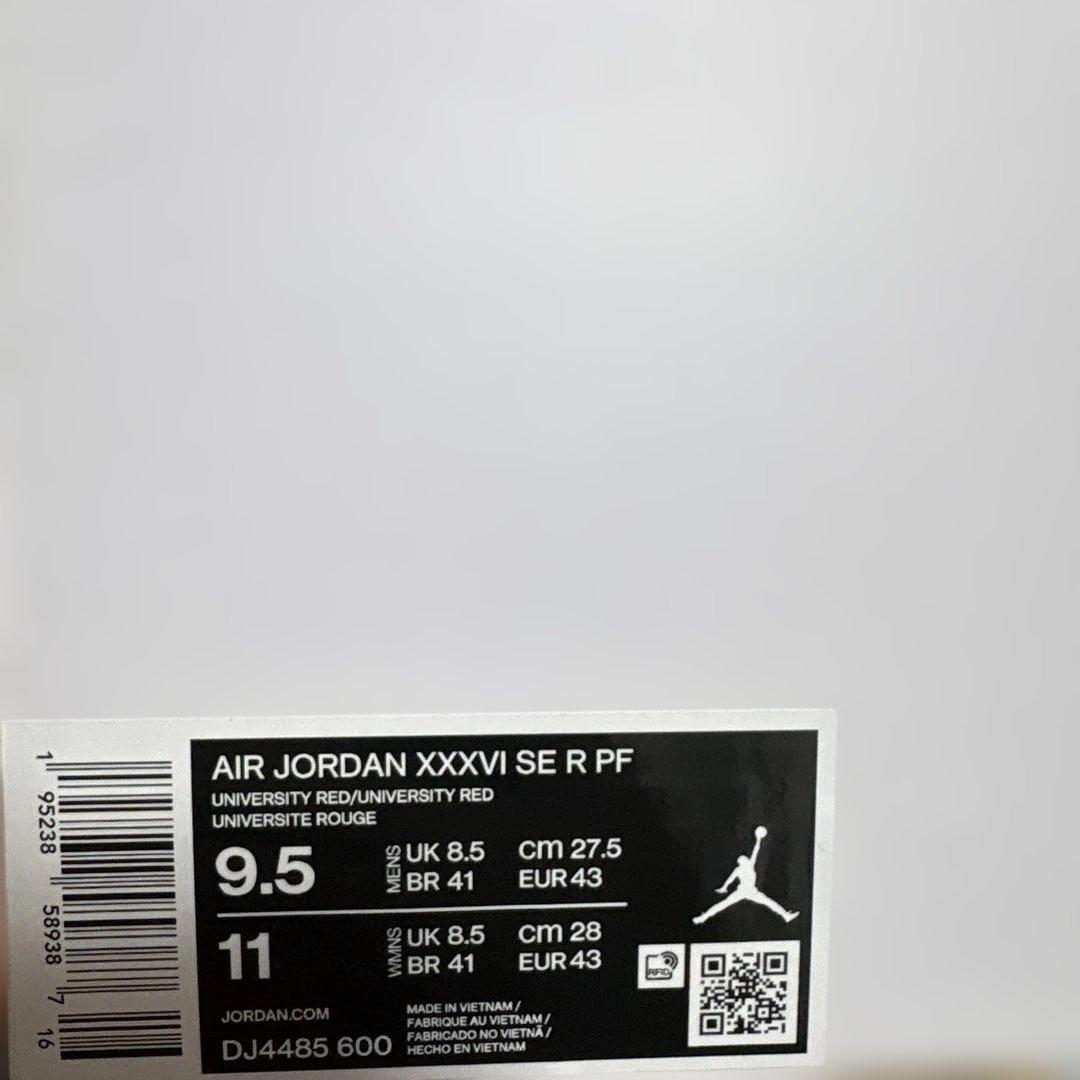 AIR JORDAN XXXVI SE R PF
UNIVERSITY RED/UNIVERSITY RED
UNIVERSITE ROUGE
9.5
MENS
UK 8.5 cm 27.5
BR 41 EUR 43
11
WMNS
UK 8.5 cm 28
BR 41 EUR 43
JORDAN.COM
DJ4485 600
MADE IN VIETNAM /
FABRIQUE AU VIETNAM /
FABRICADO NO VIETNÃ /
HECHO EN VIETNAM
RFID
1 95238 58938 7 16